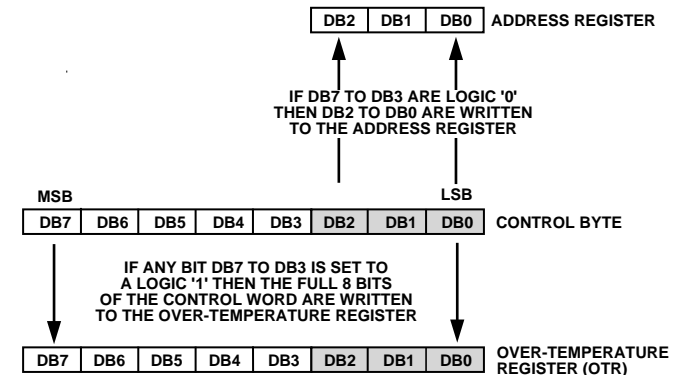 DB2 DB1 DB0 ADDRESS REGISTER
IF DB7 TO DB3 ARE LOGIC '0'
THEN DB2 TO DB0 ARE WRITTEN
TO THE ADDRESS REGISTER
MSB LSB
DB7 DB6 DB5 DB4 DB3 DB2 DB1 DB0 CONTROL BYTE
IF ANY BIT DB7 TO DB3 IS SET TO
A LOGIC '1' THEN THE FULL 8 BITS
OF THE CONTROL WORD ARE WRITTEN
TO THE OVER-TEMPERATURE REGISTER
DB7 DB6 DB5 DB4 DB3 DB2 DB1 DB0 OVER-TEMPERATURE
REGISTER (OTR)